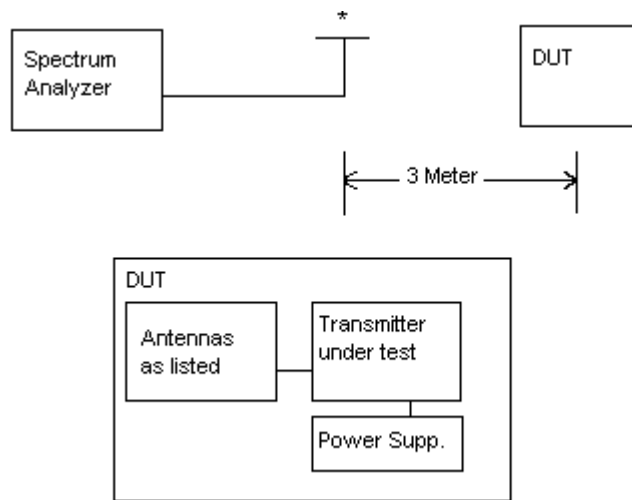 *
Spectrum
Analyzer
DUT
3 Meter
DUT
Antennas
as listed
Transmitter
under test
Power Supp.